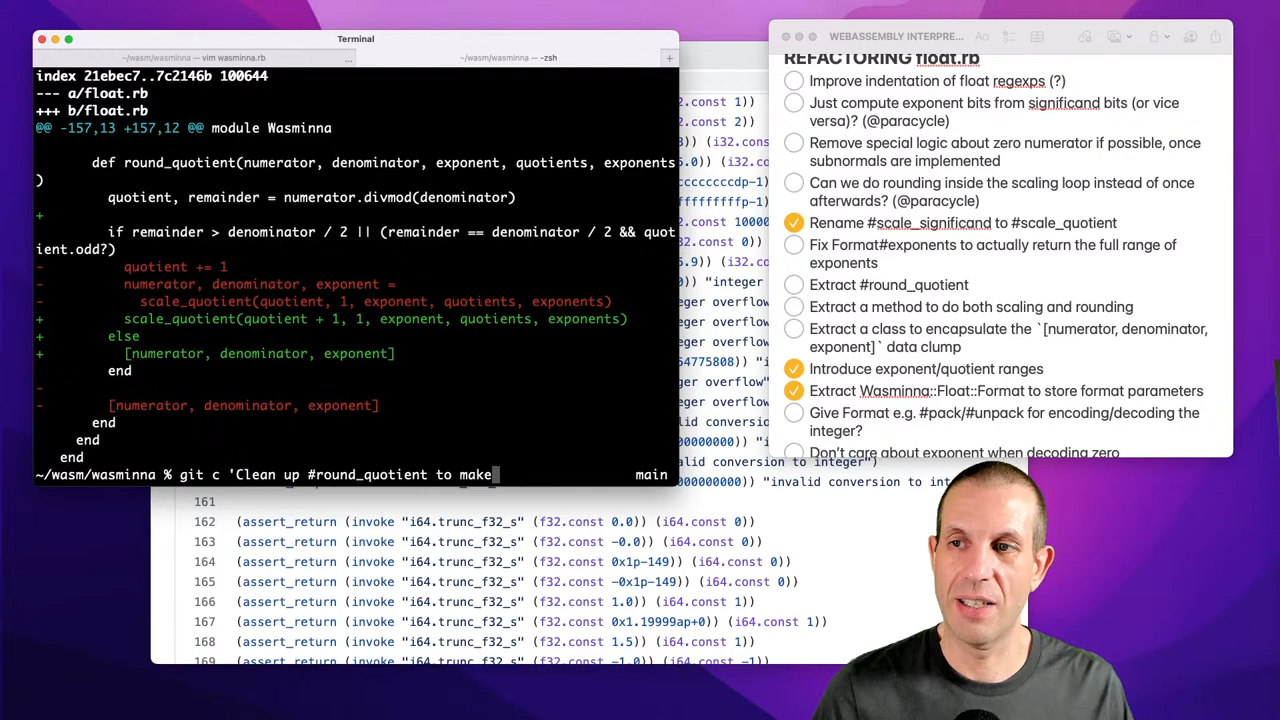 Terminal
~/wasm/wasminna — vim wasminna.rb
...
~/wasm/wasminna — -zsh
+
index 21ebec7..7c2146b 100644
--- a/float.rb
+++ b/float.rb
@@ -157,13 +157,12 @@ module Wasminna
def round_quotient(numerator, denominator, exponent, quotients, exponents
)
quotient, remainder = numerator.divmod(denominator)
+
if remainder > denominator / 2 || (remainder == denominator / 2 && quot
ient.odd?)
- quotient += 1
- numerator, denominator, exponent =
- scale_quotient(quotient, 1, exponent, quotients, exponents)
+ scale_quotient(quotient + 1, 1, exponent, quotients, exponents)
+ else
+ [numerator, denominator, exponent]
end
-
- [numerator, denominator, exponent]
end
end
end
~/wasm/wasminna % git c 'Clean up #round_quotient to make
main
WEBASSEMBLY INTERPRE...
REFACTORING float.rb
Improve indentation of float regexps (?)
Just compute exponent bits from significand bits (or vice
versa)? (@paracycle)
Remove special logic about zero numerator if possible, once
subnormals are implemented
Can we do rounding inside the scaling loop instead of once
afterwards? (@paracycle)
Rename #scale_significand to #scale_quotient
Fix Format#exponents to actually return the full range of
exponents
Extract #round_quotient
Extract a method to do both scaling and rounding
Extract a class to encapsulate the `[numerator, denominator,
exponent]` data clump
Introduce exponent/quotient ranges
Extract Wasminna::Float::Format to store format parameters
Give Format e.g. #pack/#unpack for encoding/decoding the
integer?
Don't care about exponent when decoding zero
161
162 (assert_return (invoke "i64.trunc_f32_s" (f32.const 0.0)) (i64.const 0))
163 (assert_return (invoke "i64.trunc_f32_s" (f32.const -0.0)) (i64.const 0))
164 (assert_return (invoke "i64.trunc_f32_s" (f32.const 0x1p-149)) (i64.const 0))
165 (assert_return (invoke "i64.trunc_f32_s" (f32.const -0x1p-149)) (i64.const 0))
166 (assert_return (invoke "i64.trunc_f32_s" (f32.const 1.0)) (i64.const 1))
167 (assert_return (invoke "i64.trunc_f32_s" (f32.const 0x1.19999ap+0)) (i64.const 1))
168 (assert_return (invoke "i64.trunc_f32_s" (f32.const 1.5)) (i64.const 1))
169 (assert_return (invoke "i64.trunc_f32_s" (f32.const -1.0)) (i64.const -1))